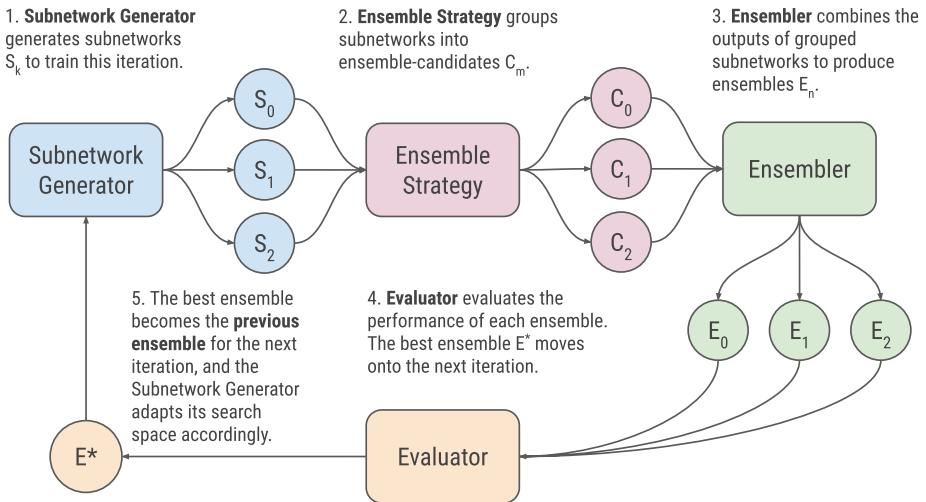 1. Subnetwork Generator
generates subnetworks
Sk to train this iteration.
2. Ensemble Strategy groups
subnetworks into
ensemble-candidates Cm.
3. Ensembler combines the
outputs of grouped
subnetworks to produce
ensembles En.
Subnetwork
Generator
S0
S1
S2
Ensemble
Strategy
C0
C1
C2
Ensembler
E0
E1
E2
4. Evaluator evaluates the
performance of each ensemble.
The best ensemble E* moves
onto the next iteration.
5. The best ensemble
becomes the previous
ensemble for the next
iteration, and the
Subnetwork Generator
adapts its search
space accordingly.
Evaluator
E*